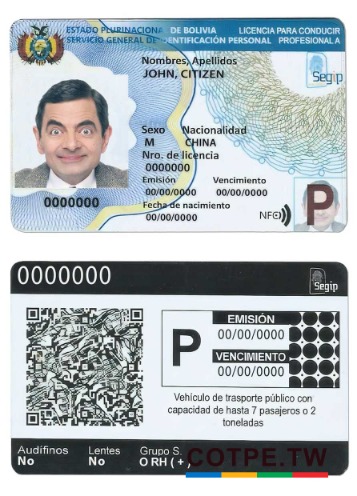 ESTADO PLURINACIONAL DE BOLIVIA LICENCIA PARA CONDUCIR
SERVICIO GENERAL DE IDENTIFICACIÓN PERSONAL PROFESIONAL A
Nombres, Apellidos
JOHN, CITIZEN
Segip
Sexo Nacionalidad
M CHINA
Nro. de licencia
0000000
Emisión Vencimiento
00/00/0000 00/00/0000
Fecha de nacimiento
00/00/0000
0000000
NFC
P
0000000
Segip
P
EMISIÓN
00/00/0000
VENCIMIENTO
00/00/0000
Vehículo de trasporte público con
capacidad de hasta 7 pasajeros o 2
toneladas
Audífinos Lentes Grupo S.
No No O RH ( + )
COTPE.TW